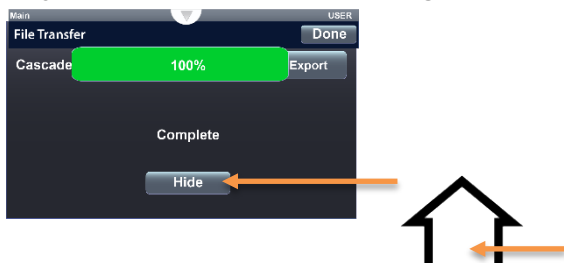 Main USER
File Transfer Done
Cascade 100% Export
Complete
Hide